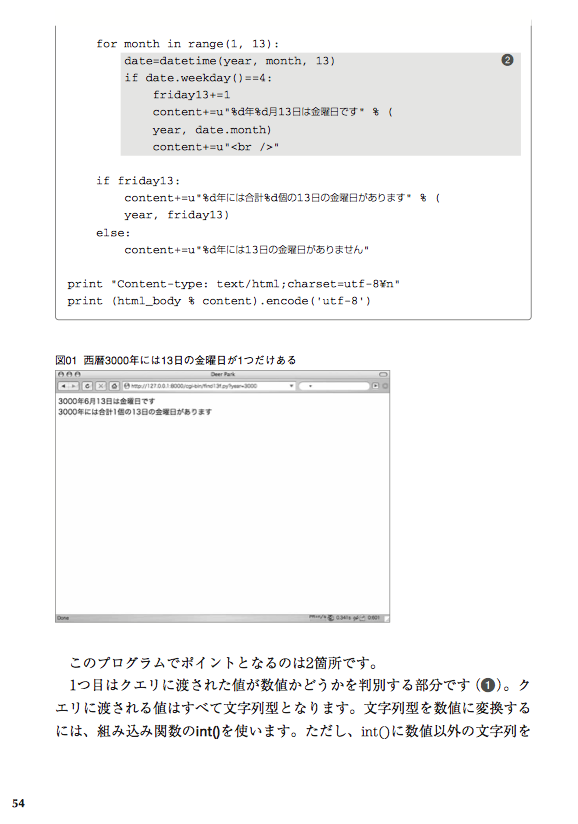 for month in range(1, 13):
date=datetime(year, month, 13) ❷
if date.weekday()==4:
friday13+=1
content+=u"%d年%d月13日は金曜日です" % (
year, date.month)
content+=u"<br />"
if friday13:
content+=u"%d年には合計%d個の13日の金曜日があります" % (
year, friday13)
else:
content+=u"%d年には13日の金曜日がありません"
print "Content-type: text/html;charset=utf-8¥n"
print (html_body % content).encode('utf-8')
図01 西暦3000年には13日の金曜日が1つだけある
Deer Park
http://127.0.0.1:8000/cgi-bin/find13f.py?year=3000
3000年6月13日は金曜日です
3000年には合計1個の13日の金曜日があります
Done
このプログラムでポイントとなるのは2箇所です。
1つ目はクエリに渡された値が数値かどうかを判別する部分です（❶）。ク
エリに渡される値はすべて文字列型となります。文字列型を数値に変換する
には、組み込み関数のint()を使います。ただし、int()に数値以外の文字列を
54